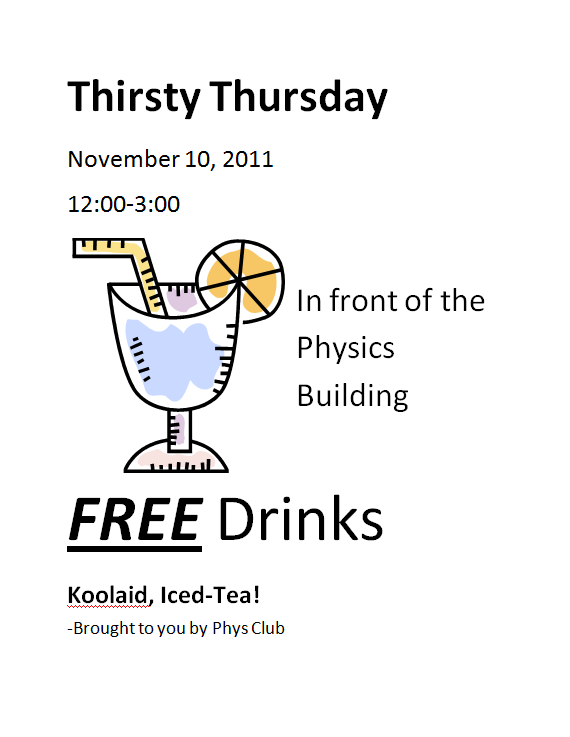 Thirsty Thursday
November 10, 2011
12:00-3:00
In front of the
Physics
Building
FREE Drinks
Koolaid, Iced-Tea!
-Brought to you by Phys Club